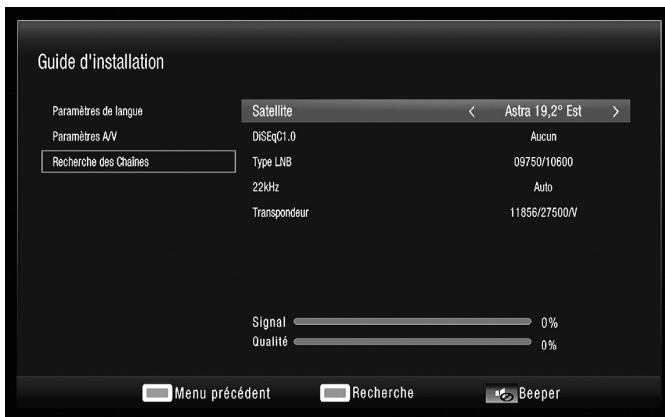 Guide d'installation
Paramètres de langue
Paramètres A/V
Recherche des Chaînes
Satellite < Astra 19,2° Est >
DiSEqC1.0 Aucun
Type LNB 09750/10600
22kHz Auto
Transpondeur 11856/27500/V
Signal 0%
Qualité 0%
Menu précédent Recherche Beeper